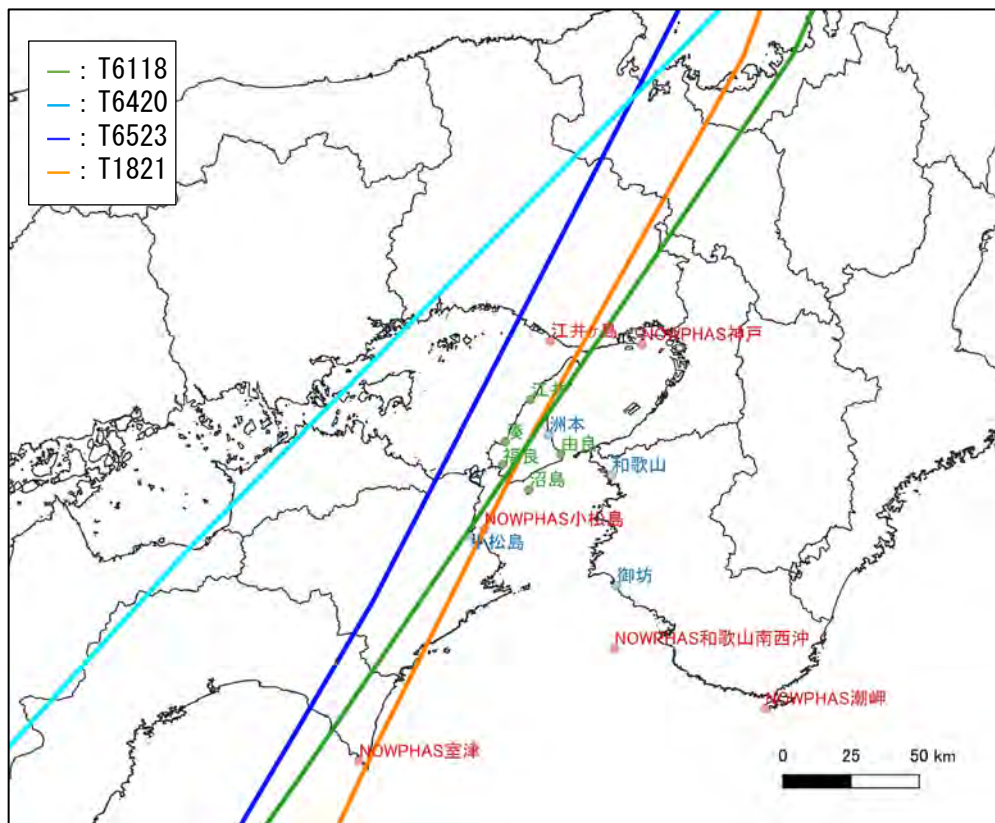 : T6118
: T6420
: T6523
: T1821
江井ヶ島
NOWPHAS神戸
江井
洲本
湊
由良
福良
和歌山
沼島
NOWPHAS小松島
小松島
御坊
NOWPHAS和歌山南西沖
NOWPHAS潮岬
NOWPHAS室津
0 25 50 km